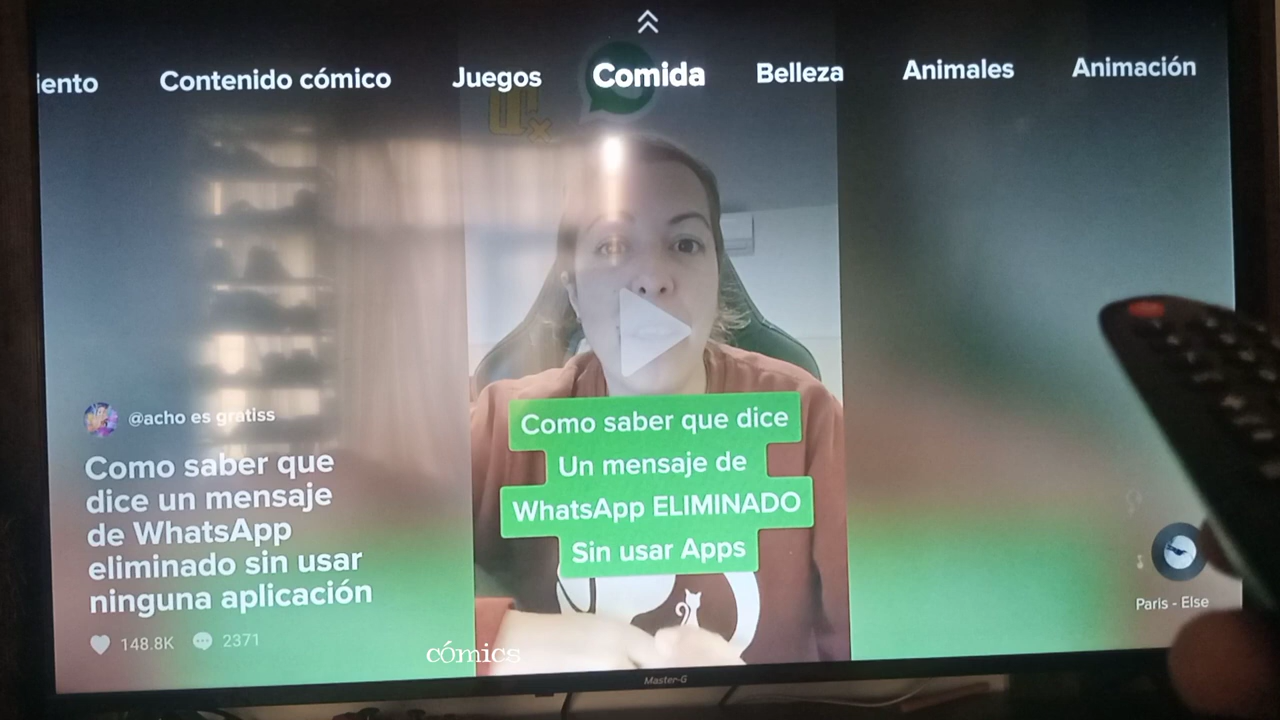 iento Contenido cómico Juegos Comida Belleza Animales Animación
@acho es gratiss
Como saber que
dice un mensaje
de WhatsApp
eliminado sin usar
ninguna aplicación
148.8K 2371
Como saber que dice
Un mensaje de
WhatsApp ELIMINADO
Sin usar Apps
Paris - Else
cómics
Master-G